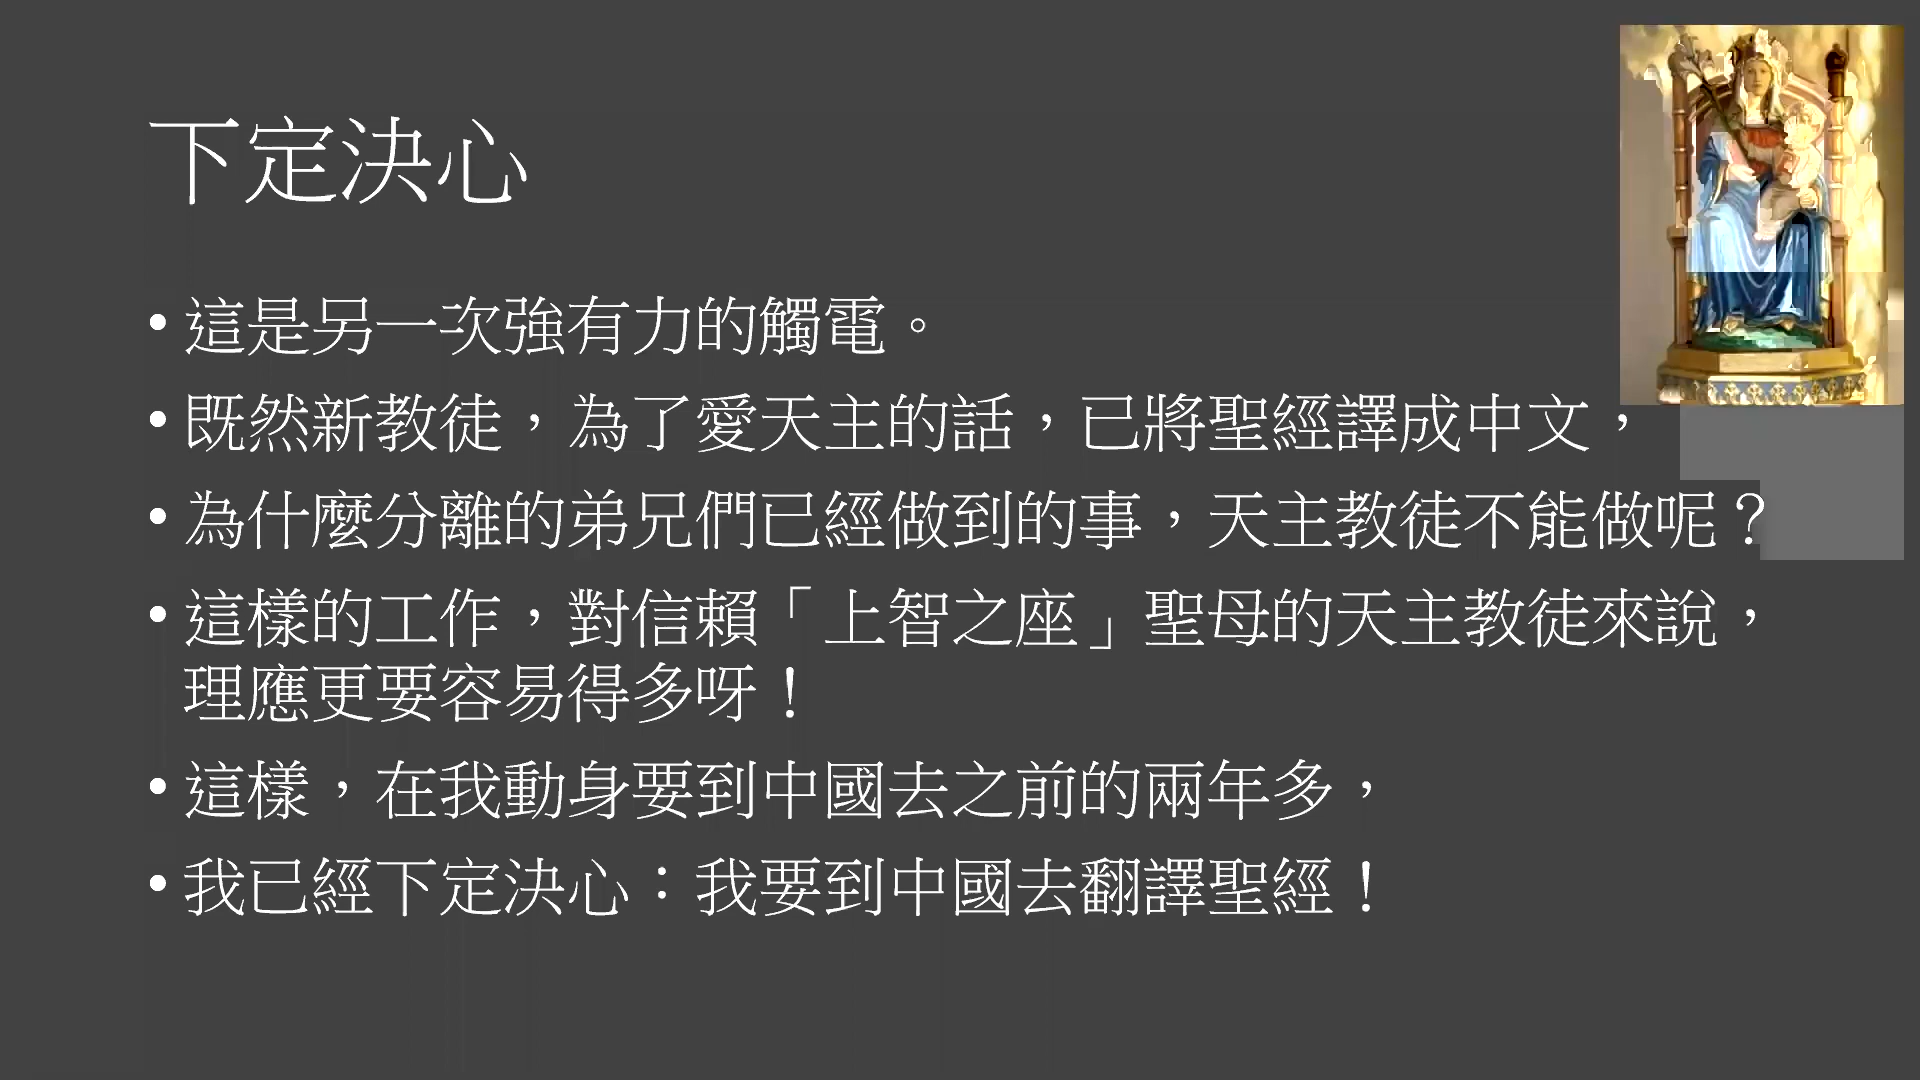 下定決心
• 這是另一次強有力的觸電。
• 既然新教徒，為了愛天主的話，已將聖經譯成中文，
• 為什麼分離的弟兄們已經做到的事，天主教徒不能做呢？
• 這樣的工作，對信賴「上智之座」聖母的天主教徒來說，
理應更要容易得多呀！
• 這樣，在我動身要到中國去之前的兩年多，
• 我已經下定決心：我要到中國去翻譯聖經！